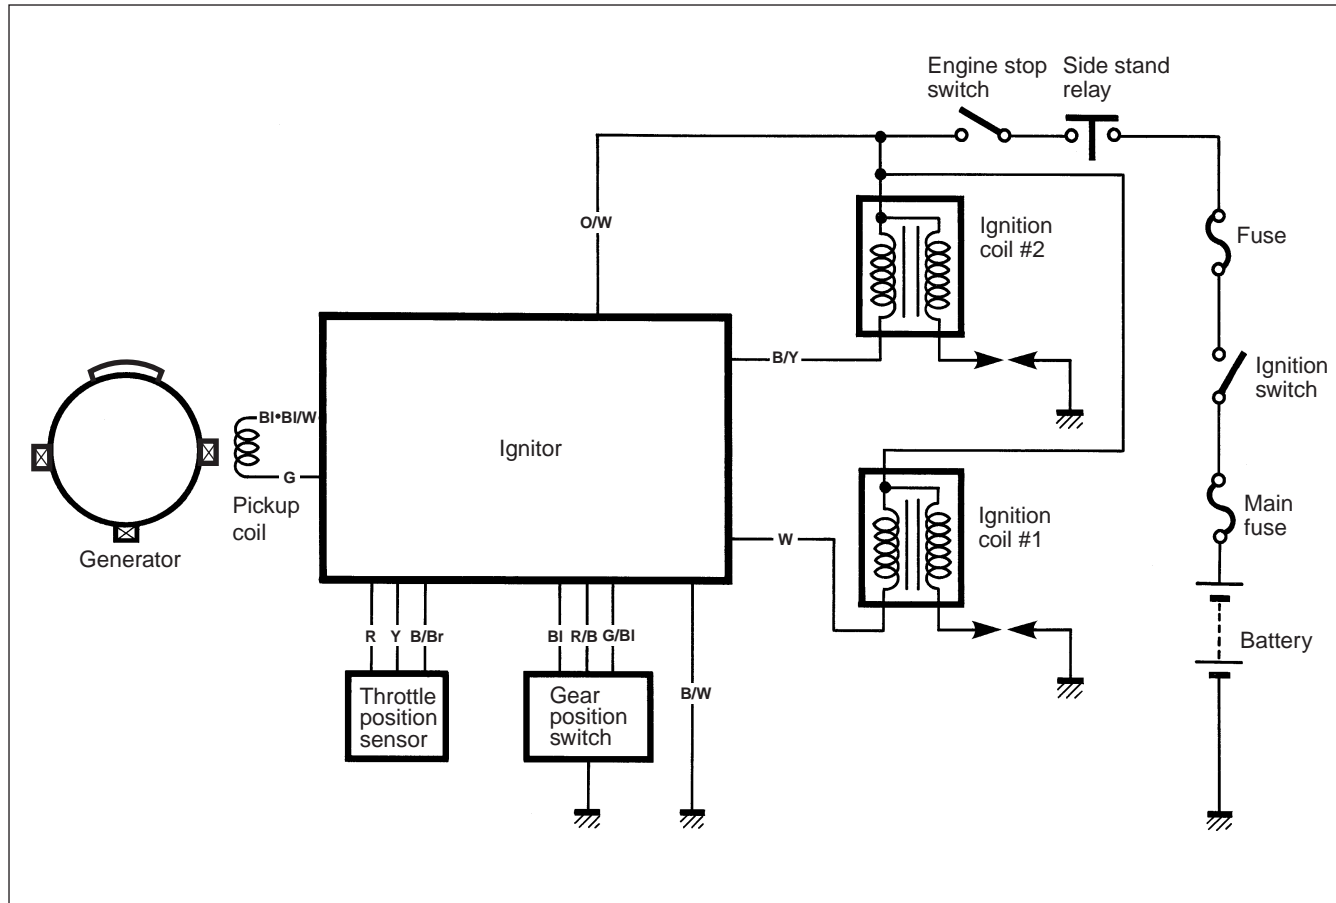 Engine stop
switch
Side stand
relay
O/W
Ignition
coil #2
Fuse
B/Y
Ignition
switch
Bl•Bl/W
Ignitor
G
Pickup
coil
Generator
W
Ignition
coil #1
Main
fuse
R Y B/Br
Bl R/B G/Bl
B/W
Battery
Throttle
position
sensor
Gear
position
switch